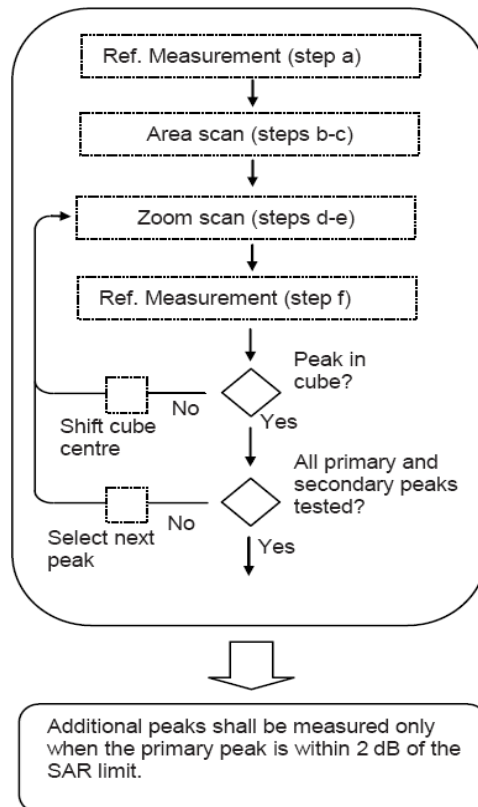 Ref. Measurement (step a)
Area scan (steps b-c)
Zoom scan (steps d-e)
Ref. Measurement (step f)
Peak in
cube?
No
Yes
Shift cube
centre
All primary and
secondary peaks
tested?
No
Yes
Select next
peak
Additional peaks shall be measured only
when the primary peak is within 2 dB of the
SAR limit.